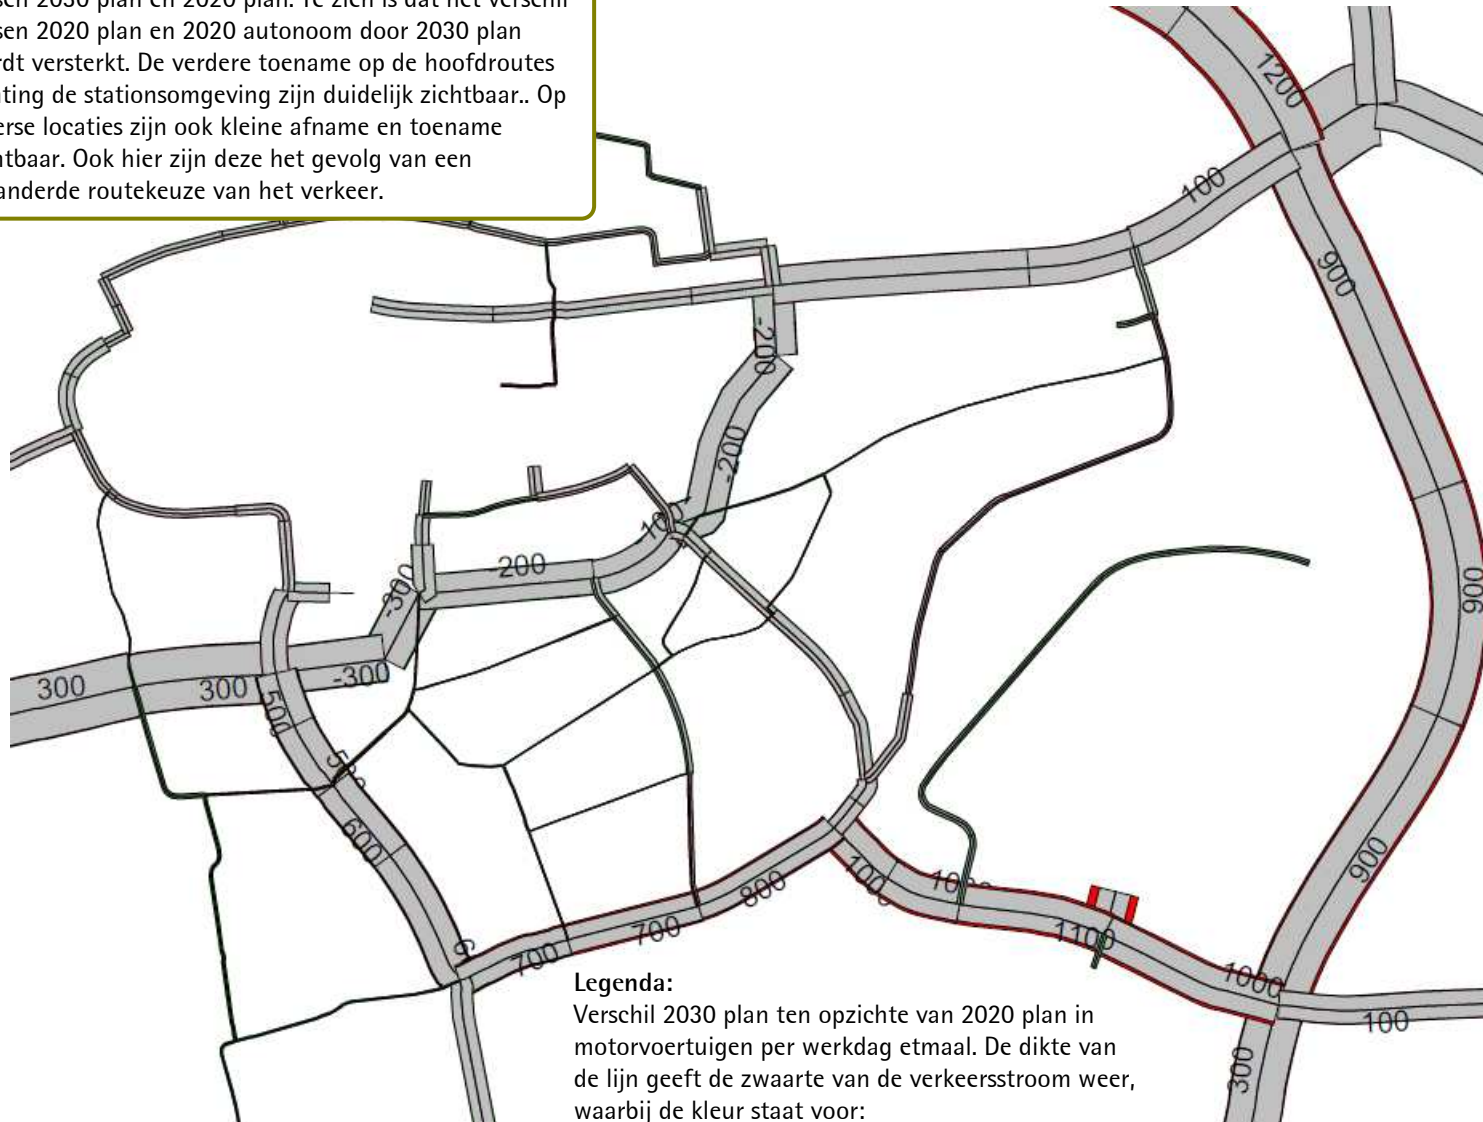 sen 2030 plan en 2020 plan. Te zien is dat het verschil
sen 2020 plan en 2020 autonoom door 2030 plan
rdt versterkt. De verdere toename op de hoofdroutes
ting de stationsomgeving zijn duidelijk zichtbaar.. Op
erse locaties zijn ook kleine afname en toename
htbaar. Ook hier zijn deze het gevolg van een
anderde routekeuze van het verkeer.
1200
100
900
-200
-200
-200
-300
900
300
300
-300
500
600
900
800
1100
700
700
1000
100
300
Legenda:
Verschil 2030 plan ten opzichte van 2020 plan in
motorvoertuigen per werkdag etmaal. De dikte van
de lijn geeft de zwaarte van de verkeersstroom weer,
waarbij de kleur staat voor: